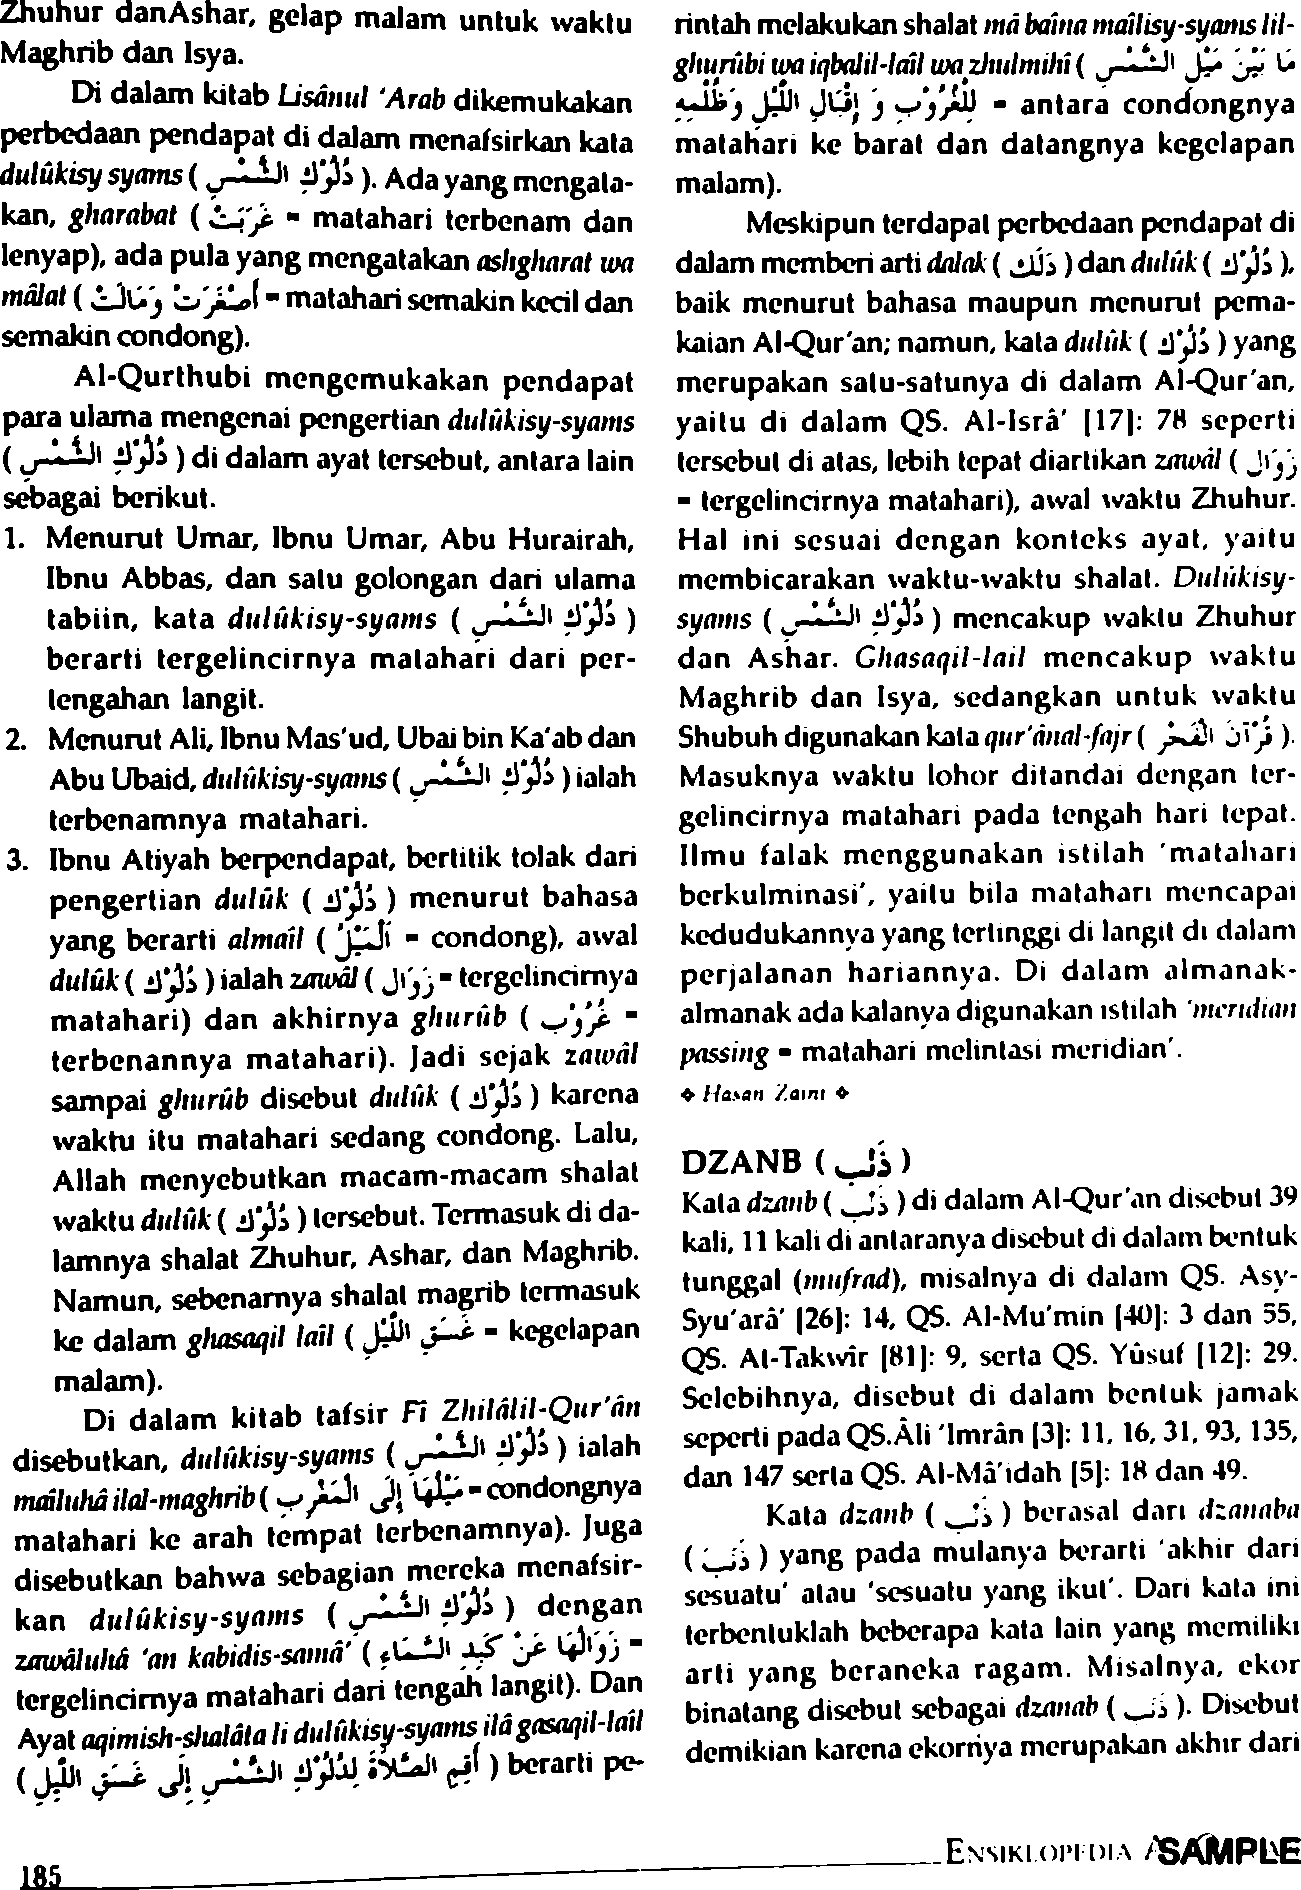 Zhuhur danAshar, gelap malam untuk waktu
Maghrib dan Isya.
Di dalam kitab Lisânul 'Arab dikemukakan
perbedaan pendapat di dalam menafsirkan kata
dulûkisy syams ( دُلُوْكِ الشَّمْسِ ). Ada yang mengata-
kan, gharabat ( غَرَبَتْ = matahari terbenam dan
lenyap), ada pula yang mengatakan ashgharat wa
mâlat ( أَصْغَرَتْ وَمَالَتْ = matahari semakin kecil dan
semakin condong).
Al-Qurthubi mengemukakan pendapat
para ulama mengenai pengertian dulûkisy-syams
( دُلُوْكِ الشَّمْسِ ) di dalam ayat tersebut, antara lain
sebagai berikut.
1. Menurut Umar, Ibnu Umar, Abu Hurairah,
Ibnu Abbas, dan satu golongan dari ulama
tabiin, kata dulûkisy-syams ( دُلُوْكِ الشَّمْسِ )
berarti tergelincirnya matahari dari per-
tengahan langit.
2. Menurut Ali, Ibnu Mas'ud, Ubai bin Ka'ab dan
Abu Ubaid, dulûkisy-syams ( دُلُوْكِ الشَّمْسِ ) ialah
terbenamnya matahari.
3. Ibnu Atiyah berpendapat, bertitik tolak dari
pengertian dulûk ( دُلُوْك ) menurut bahasa
yang berarti almaîl ( اَلْمَيْلُ = condong), awal
dulûk ( دُلُوْك ) ialah zawâl ( زَوَال = tergelincirnya
matahari) dan akhirnya ghurûb ( غُرُوْب =
terbenannya matahari). Jadi sejak zawâl
sampai ghurûb disebut dulûk ( دُلُوْك ) karena
waktu itu matahari sedang condong. Lalu,
Allah menyebutkan macam-macam shalat
waktu dulûk ( دُلُوْك ) tersebut. Termasuk di da-
lamnya shalat Zhuhur, Ashar, dan Maghrib.
Namun, sebenarnya shalat magrib termasuk
ke dalam ghasaqil laîl ( غَسَقِ اللَّيْلِ = kegelapan
malam).
Di dalam kitab tafsir Fî Zhilâlil-Qur'ân
disebutkan, dulûkisy-syams ( دُلُوْكِ الشَّمْسِ ) ialah
maîluhâ ilal-maghrib ( مَيْلُهَا إِلَى الْمَغْرِبِ = condongnya
matahari ke arah tempat terbenamnya). Juga
disebutkan bahwa sebagian mereka menafsir-
kan dulûkisy-syams ( دُلُوْكِ الشَّمْسِ ) dengan
zawâluhâ 'an kabidis-samâ' ( زَوَالُهَا عَنْ كَبِدِ السَّمَاءِ =
tergelincirnya matahari dari tengah langit). Dan
Ayat aqimish-shalâta li dulûkisy-syams ilâ gasaqil-laîl
( أَقِمِ الصَّلاَةَ لِدُلُوْكِ الشَّمْسِ إِلَى غَسَقِ اللَّيْلِ ) berarti pe-
rintah melakukan shalat mâ baîna maîlisy-syams lil-
ghurûbi wa iqbalil-laîl wa zhulmihî ( مَا بَيْنَ مَيْلِ الشَّمْسِ
لِلْغُرُوْبِ وَ إِقْبَالِ اللَّيْلِ وَظُلْمِهِ = antara condongnya
matahari ke barat dan datangnya kegelapan
malam).
Meskipun terdapat perbedaan pendapat di
dalam memberi arti dalak ( دَلَكَ ) dan dulûk ( دُلُوْك ),
baik menurut bahasa maupun menurut pema-
kaian Al-Qur'an; namun, kata dulûk ( دُلُوْك ) yang
merupakan satu-satunya di dalam Al-Qur'an,
yaitu di dalam QS. Al-Isrâ' [17]: 78 seperti
tersebut di atas, lebih tepat diartikan zawâl ( زَوَال
= tergelincirnya matahari), awal waktu Zhuhur.
Hal ini sesuai dengan konteks ayat, yaitu
membicarakan waktu-waktu shalat. Dulûkisy-
syams ( دُلُوْكِ الشَّمْسِ ) mencakup waktu Zhuhur
dan Ashar. Ghasaqil-lail mencakup waktu
Maghrib dan Isya, sedangkan untuk waktu
Shubuh digunakan kata qur'ânal-fajr ( قُرْآنَ الْفَجْرِ ).
Masuknya waktu lohor ditandai dengan ter-
gelincirnya matahari pada tengah hari tepat.
Ilmu falak menggunakan istilah 'matahari
berkulminasi', yaitu bila matahari mencapai
kedudukannya yang tertinggi di langit di dalam
perjalanan hariannya. Di dalam almanak-
almanak ada kalanya digunakan istilah 'meridian
passing = matahari melintasi meridian'.
❖ Hasan Zaini ❖
DZANB ( ذَنْب )
Kata dzanb ( ذَنْب ) di dalam Al-Qur'an disebut 39
kali, 11 kali di antaranya disebut di dalam bentuk
tunggal (mufrad), misalnya di dalam QS. Asy-
Syu'arâ' [26]: 14, QS. Al-Mu'min [40]: 3 dan 55,
QS. At-Takwîr [81]: 9, serta QS. Yûsuf [12]: 29.
Selebihnya, disebut di dalam bentuk jamak
seperti pada QS.Âli 'Imrân [3]: 11, 16, 31, 93, 135,
dan 147 serta QS. Al-Mâ'idah [5]: 18 dan 49.
Kata dzanb ( ذَنْب ) berasal dari dzanaba
( ذَنَبَ ) yang pada mulanya berarti 'akhir dari
sesuatu' atau 'sesuatu yang ikut'. Dari kata ini
terbentuklah beberapa kata lain yang memiliki
arti yang beraneka ragam. Misalnya, ekor
binatang disebut sebagai dzanab ( ذَنَب ). Disebut
demikian karena ekornya merupakan akhir dari
185
ENSIKLOPEDIA SAMPLE